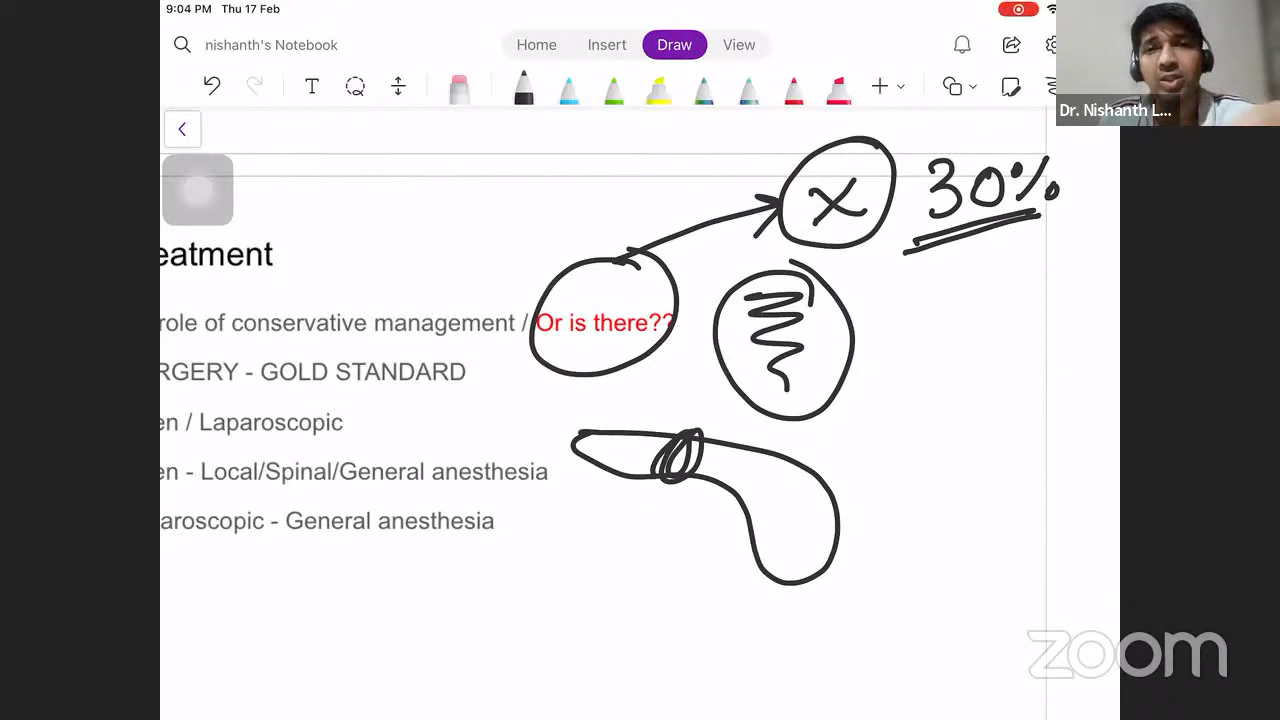 9:04 PM Thu 17 Feb
nishanth's Notebook
Home Insert Draw View
T
Dr. Nishanth L...
X 30%
eatment
role of conservative management / Or is there??
RGERY - GOLD STANDARD
en / Laparoscopic
en - Local/Spinal/General anesthesia
aroscopic - General anesthesia
zoom